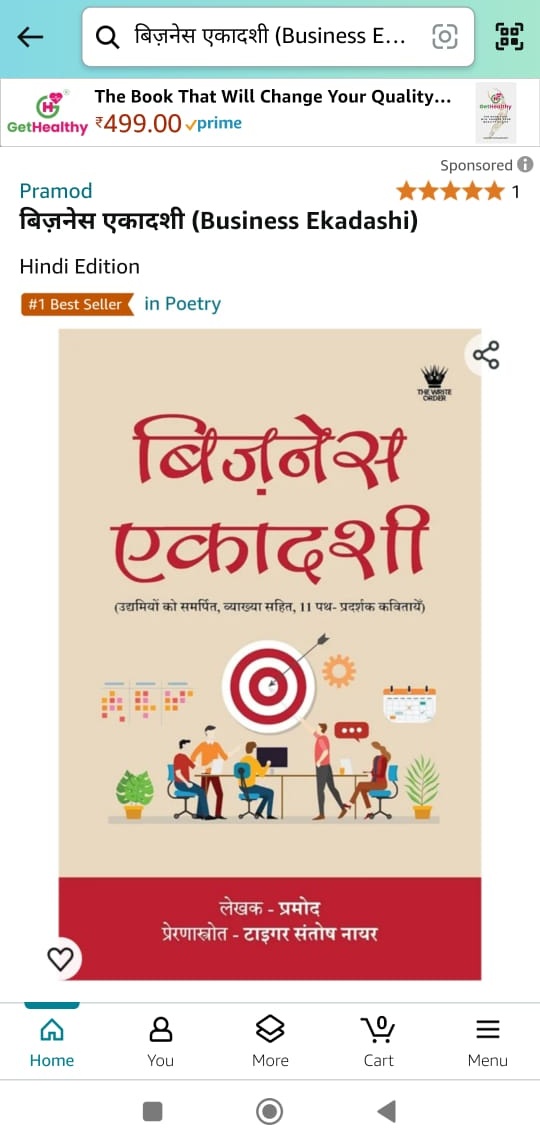 बिज़नेस एकादशी (Business E...
GetHealthy
The Book That Will Change Your Quality...
₹499.00 prime
GetHealthy
Sponsored
Pramod
1
बिज़नेस एकादशी (Business Ekadashi)
Hindi Edition
#1 Best Seller in Poetry
THE WRITE
ORDER
बिज़नेस
एकादशी
(उद्यमियों को समर्पित, व्याख्या सहित, 11 पथ- प्रदर्शक कवितायेँ)
लेखक - प्रमोद
प्रेरणास्त्रोत - टाइगर संतोष नायर
0
Home
You
More
Cart
Menu